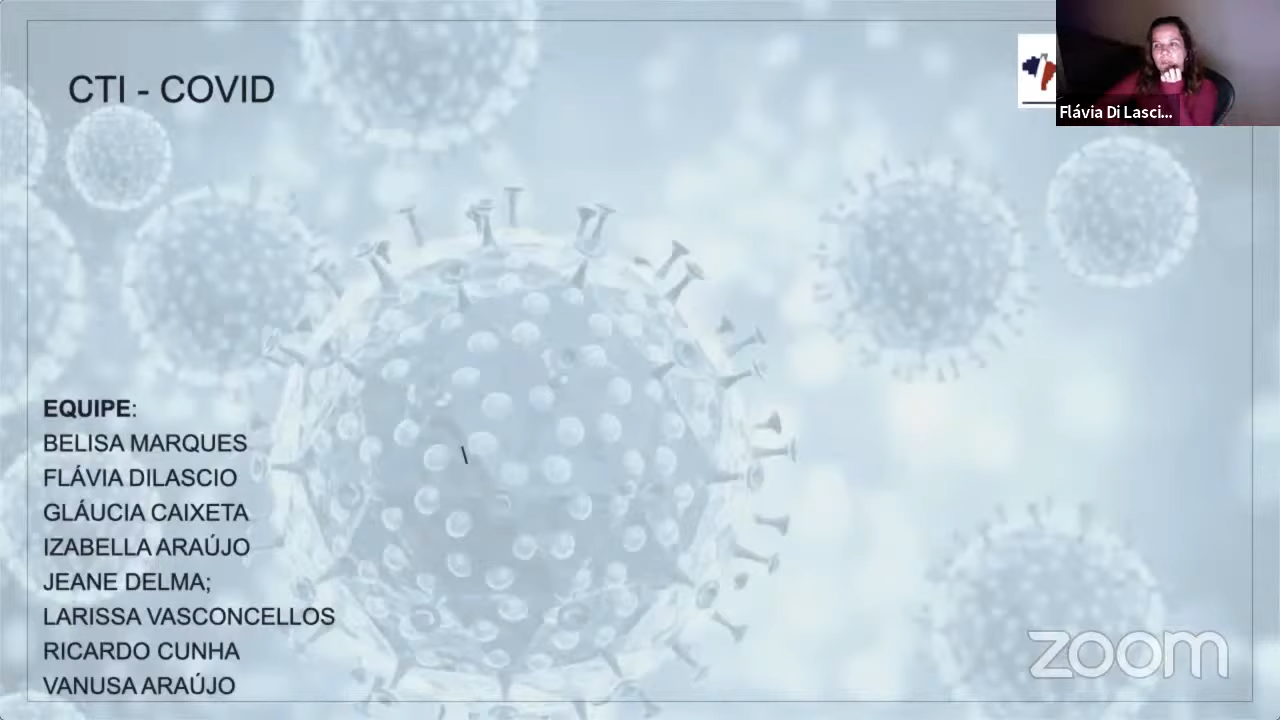 CTI - COVID
Flávia Di Lasci...
EQUIPE:
BELISA MARQUES
FLÁVIA DILASCIO
GLÁUCIA CAIXETA
IZABELLA ARAÚJO
JEANE DELMA;
LARISSA VASCONCELLOS
RICARDO CUNHA
VANUSA ARAÚJO
zoom